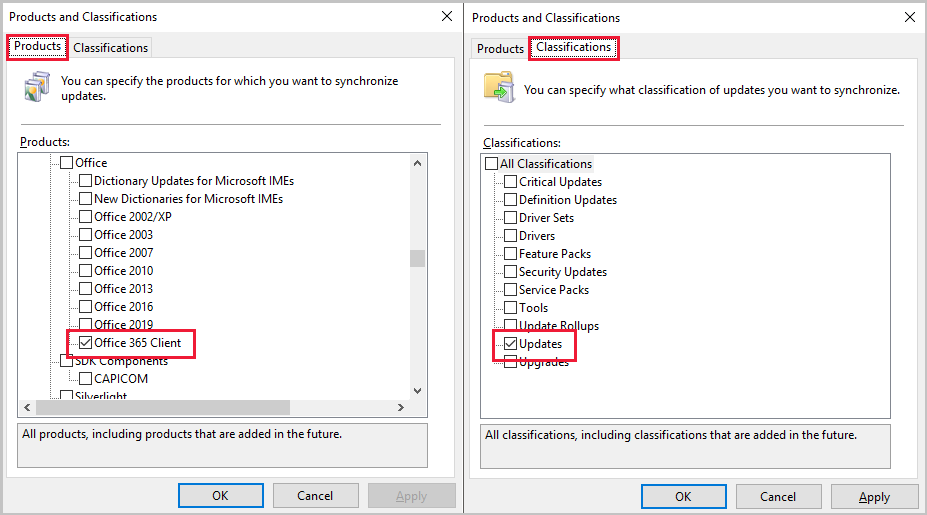 Products and Classifications
Products
Classifications
You can specify the products for which you want to synchronize
updates.
Products:
Office
Dictionary Updates for Microsoft IMEs
New Dictionaries for Microsoft IMEs
Office 2002/XP
Office 2003
Office 2007
Office 2010
Office 2013
Office 2016
Office 2019
Office 365 Client
SDK Components
CAPICOM
Silverlight
All products, including products that are added in the future.
OK
Cancel
Apply
Products and Classifications
Products
Classifications
You can specify what classification of updates you want to synchronize.
Classifications:
All Classifications
Critical Updates
Definition Updates
Driver Sets
Drivers
Feature Packs
Security Updates
Service Packs
Tools
Update Rollups
Updates
Upgrades
All classifications, including classifications that are added in the future.
OK
Cancel
Apply